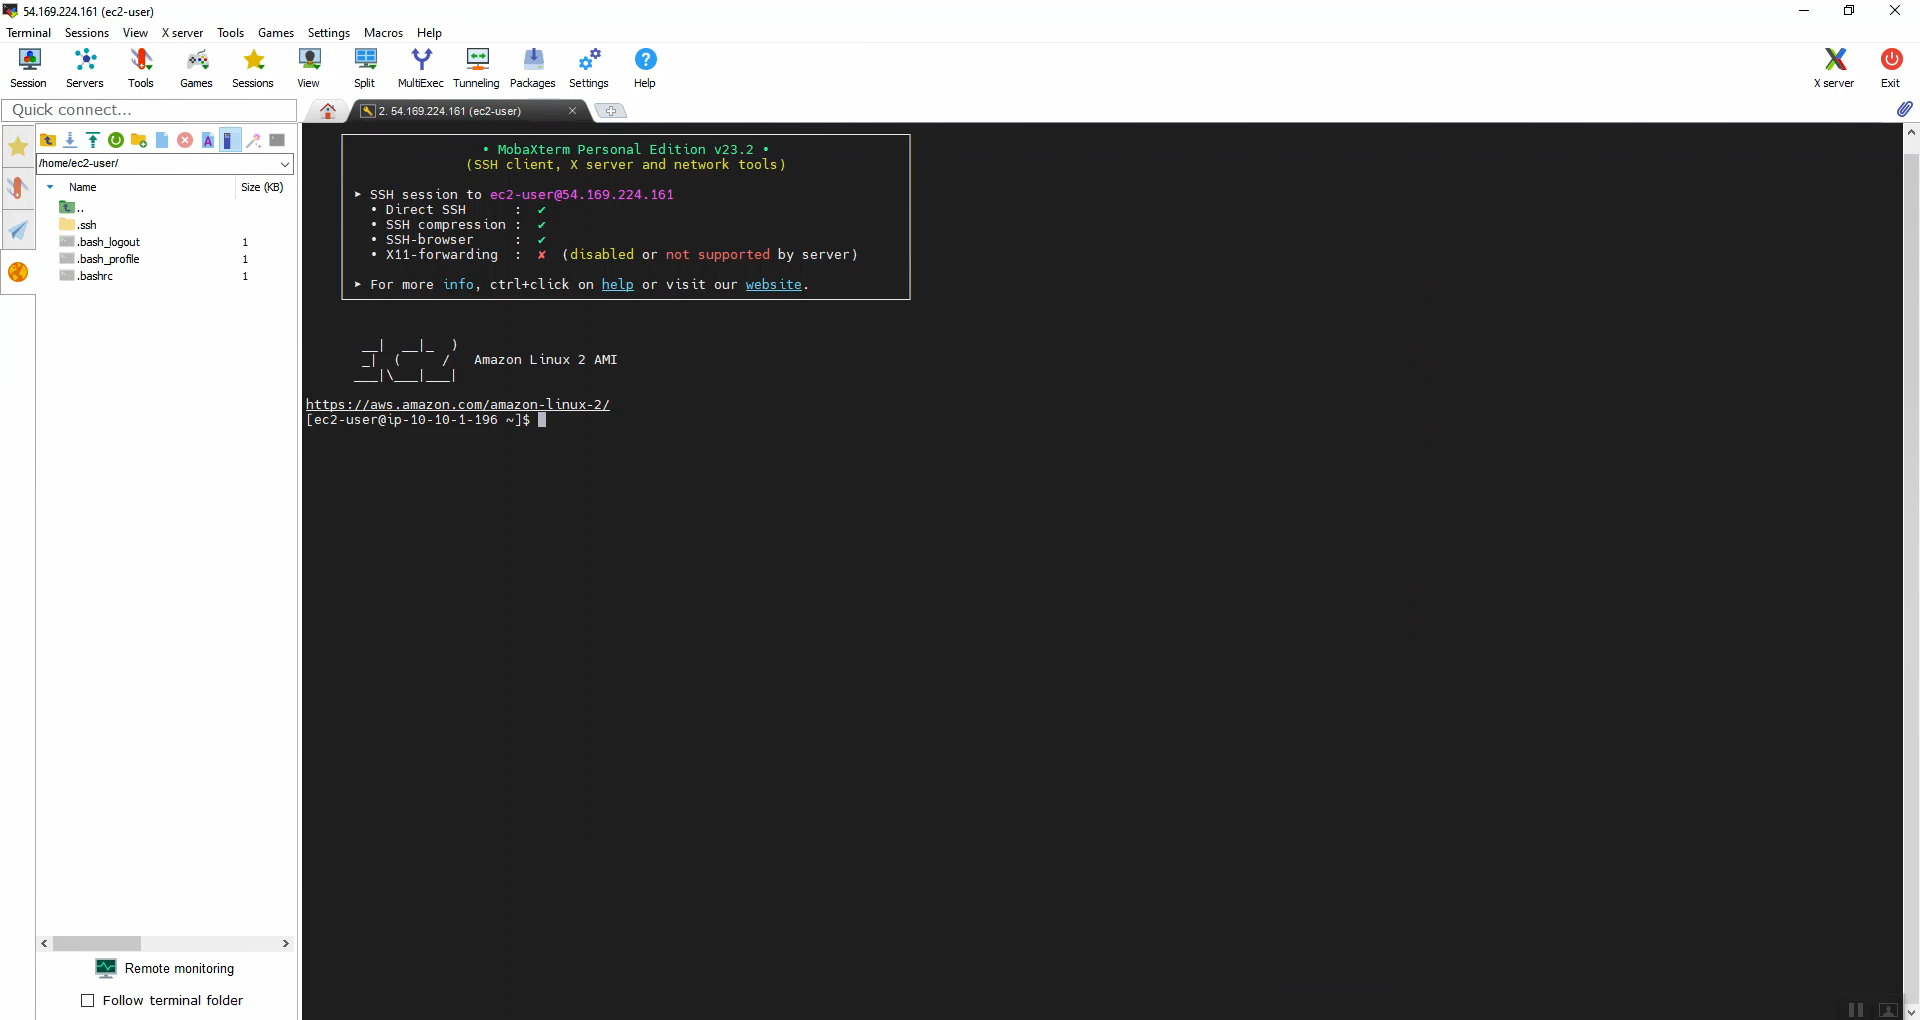 54.169.224.161 (ec2-user)
Terminal Sessions View X server Tools Games Settings Macros Help
Session Servers Tools Games Sessions View Split MultiExec Tunneling Packages Settings Help X server Exit
Quick connect...
2. 54.169.224.161 (ec2-user)
/home/ec2-user/
Name Size (KB)
..
.ssh
.bash_logout 1
.bash_profile 1
.bashrc 1
Remote monitoring
Follow terminal folder
• MobaXterm Personal Edition v23.2 •
(SSH client, X server and network tools)
➤ SSH session to ec2-user@54.169.224.161
• Direct SSH : ✔
• SSH compression : ✔
• SSH-browser : ✔
• X11-forwarding : ✘ (disabled or not supported by server)
➤ For more info, ctrl+click on help or visit our website.
__| __|_ )
_| ( / Amazon Linux 2 AMI
___|\___|___|
https://aws.amazon.com/amazon-linux-2/
[ec2-user@ip-10-10-1-196 ~]$